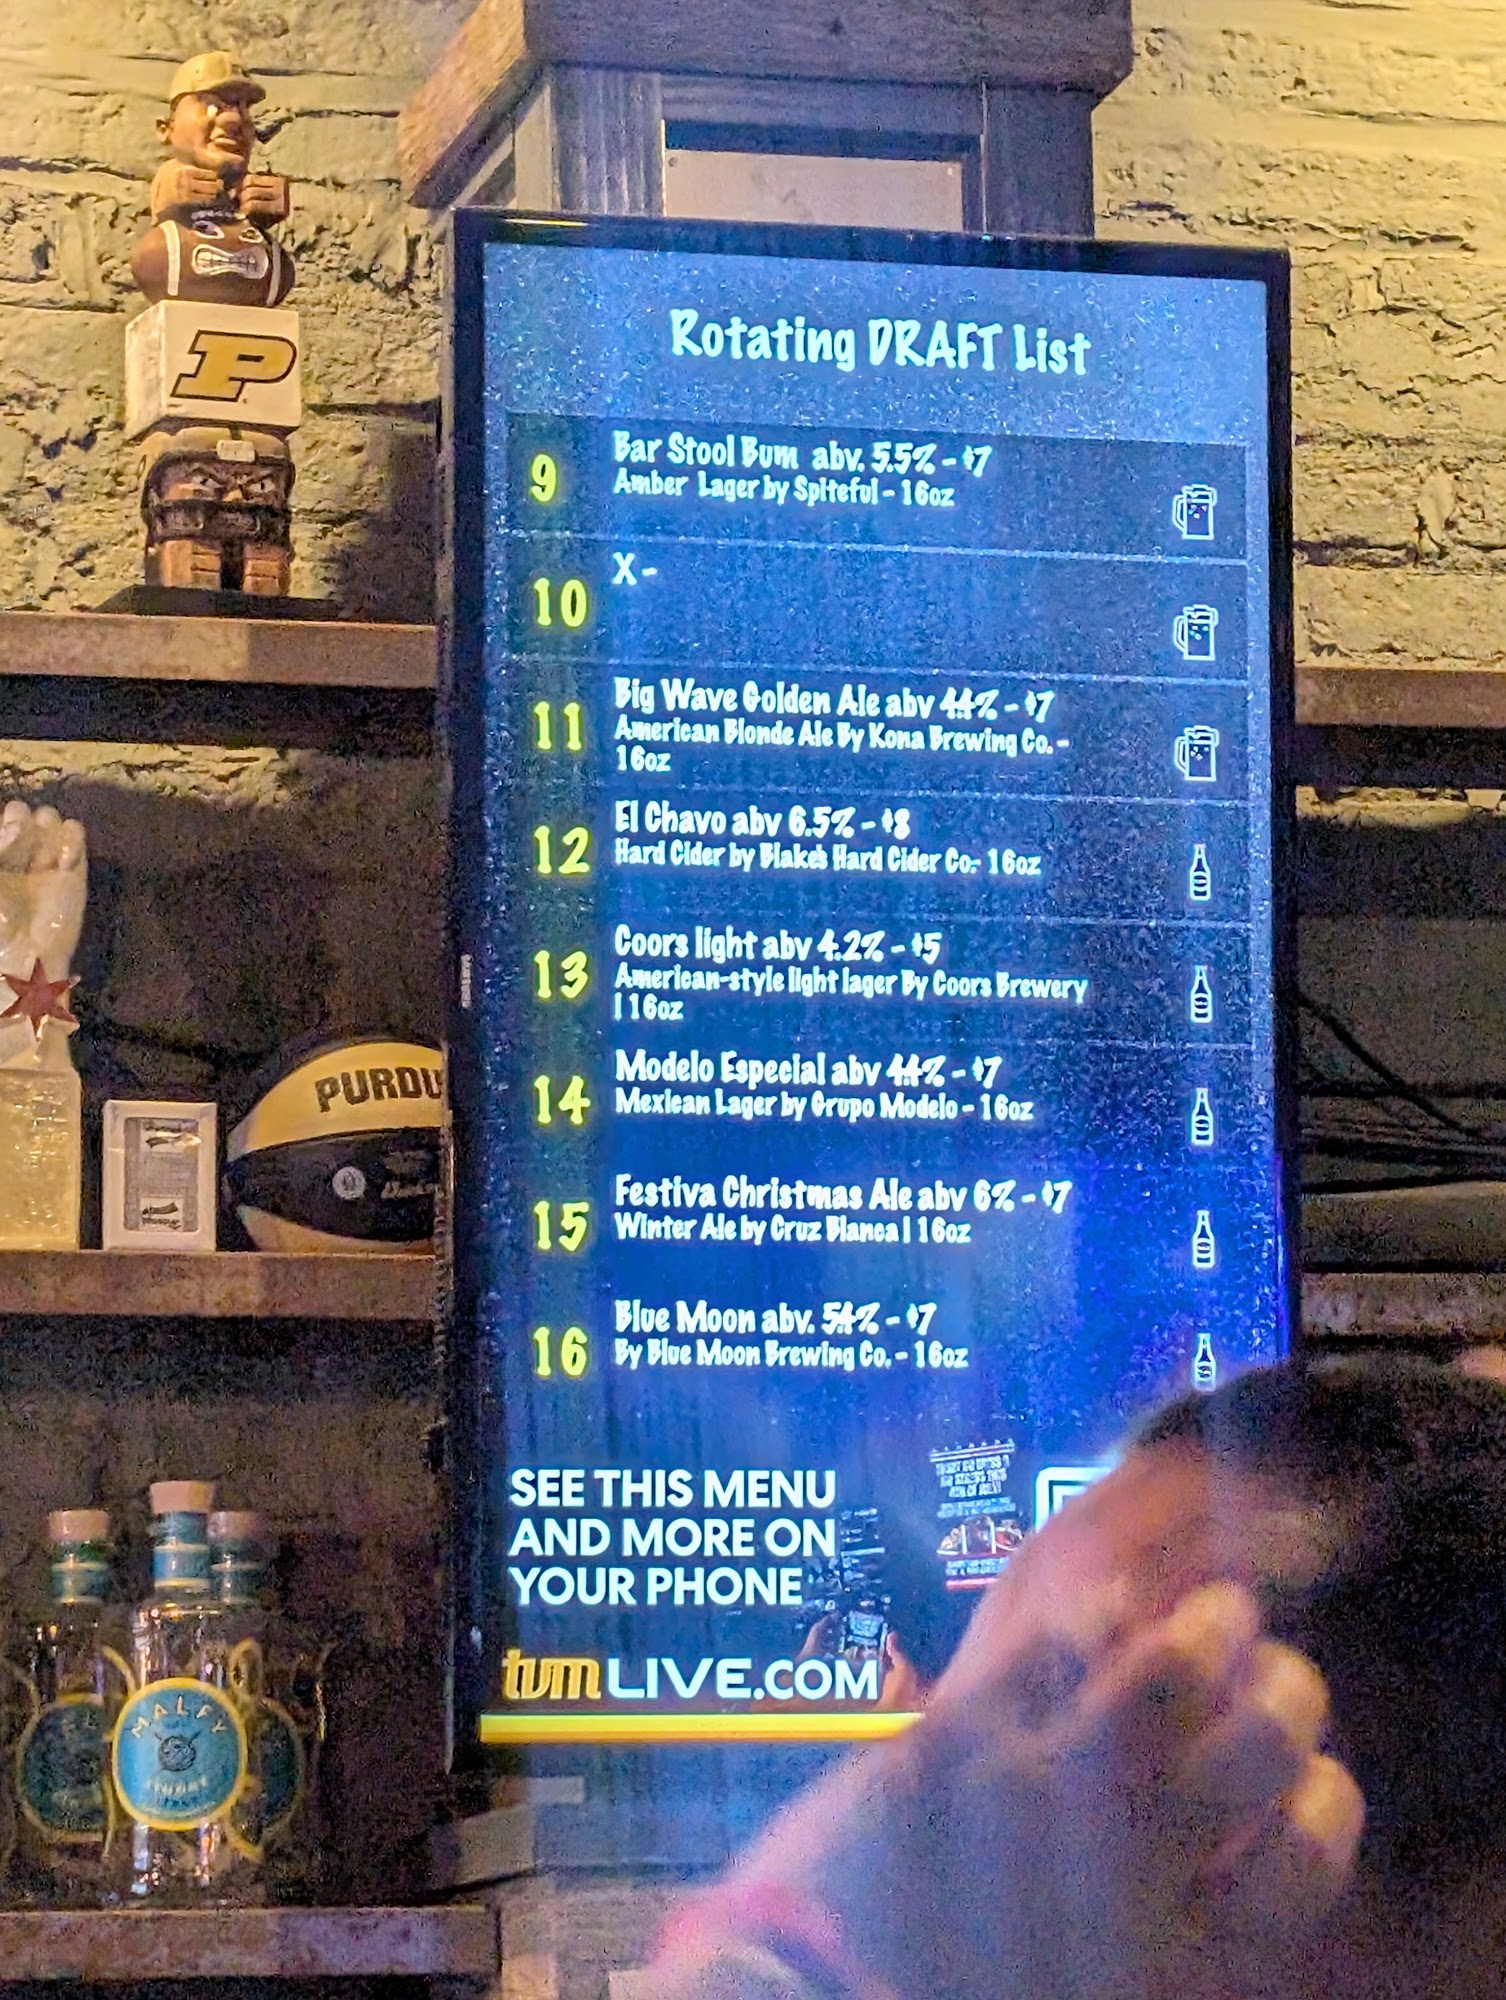 P
Rotating DRAFT List
9
Bar Stool Bum abv. 5.5% - $7
Amber Lager by Spiteful - 16oz
10
X -
11
Big Wave Golden Ale abv 4.4% - $7
American Blonde Ale By Kona Brewing Co. -
16oz
12
El Chavo abv 6.5% - $8
Hard Cider by Blake's Hard Cider Co.- 16oz
13
Coors light abv 4.2% - $5
American-style light lager By Coors Brewery
| 16oz
14
Modelo Especial abv 4.4% - $7
Mexican Lager by Grupo Modelo - 16oz
15
Festiva Christmas Ale abv 6% - $7
Winter Ale by Cruz Blanca | 16oz
16
Blue Moon abv. 5.4% - $7
By Blue Moon Brewing Co. - 16oz
PURDU
SEE THIS MENU
AND MORE ON
YOUR PHONE
tvm LIVE.COM
MALFY